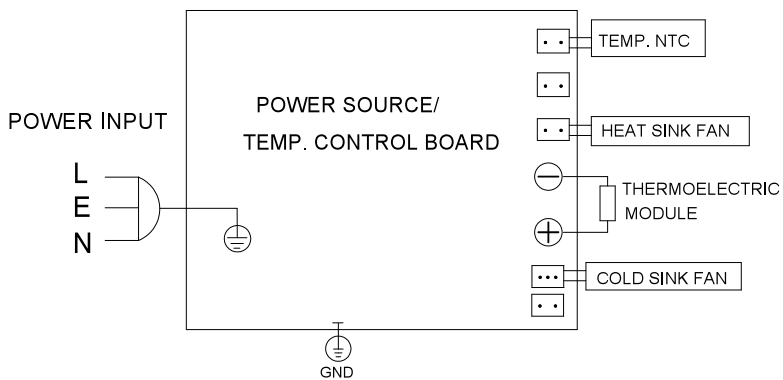 POWER INPUT
L
E
N
POWER SOURCE/
TEMP. CONTROL BOARD
TEMP. NTC
HEAT SINK FAN
THERMOELECTRIC
MODULE
COLD SINK FAN
GND